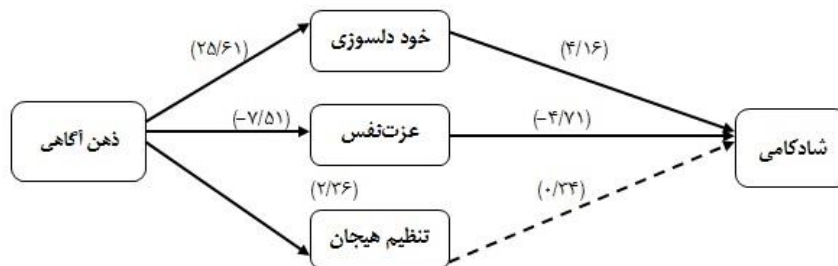 خود دلسوزی
(۲۵/۶۱)
(۴/۱۶)
ذهن آگاهی
(–۷/۵۱)
عزت‌نفس
(–۴/۷۱)
شادکامی
(۲/۳۶)
(۰/۳۴)
تنظیم هیجان